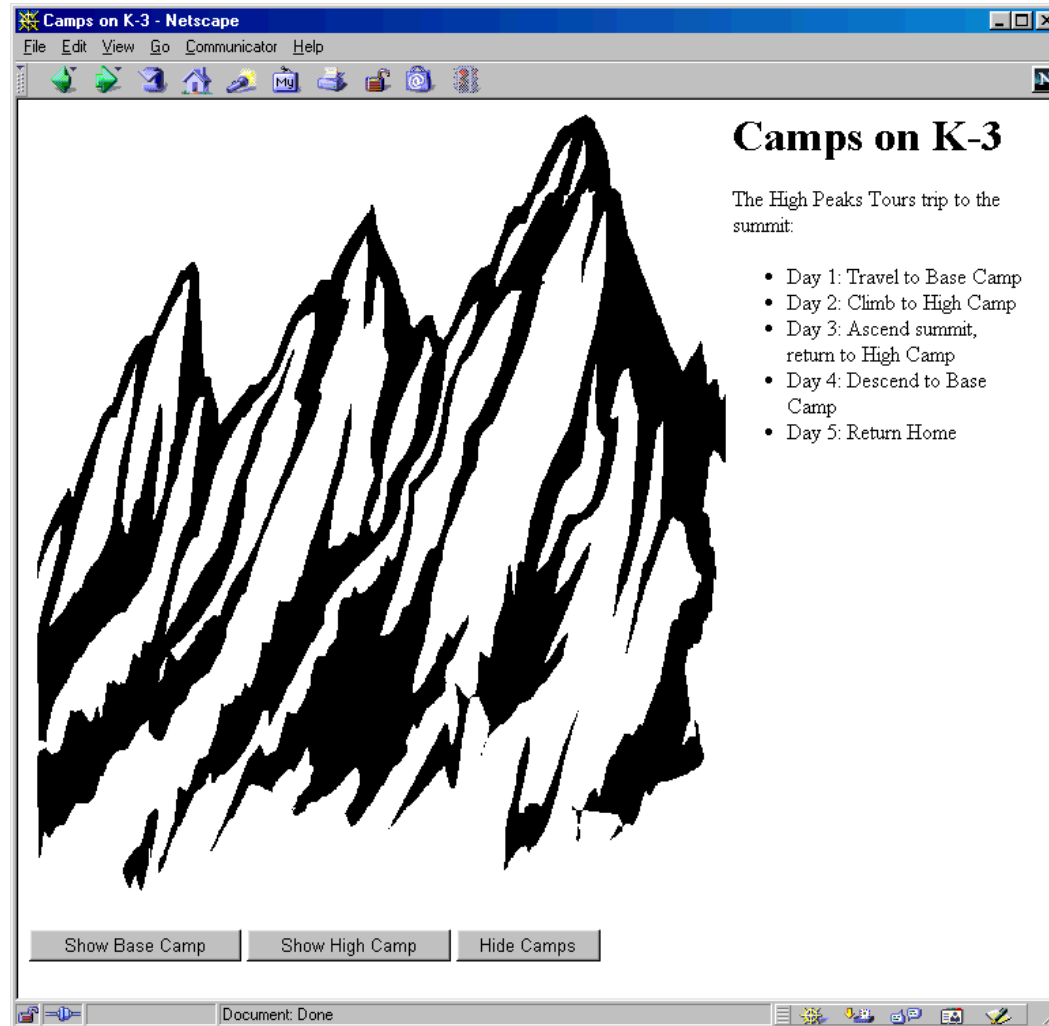 Camps on K-3 - Netscape
File Edit View Go Communicator Help
My
N
Camps on K-3
The High Peaks Tours trip to the
summit:
• Day 1: Travel to Base Camp
• Day 2: Climb to High Camp
• Day 3: Ascend summit,
return to High Camp
• Day 4: Descend to Base
Camp
• Day 5: Return Home
Show Base Camp Show High Camp Hide Camps
Document: Done